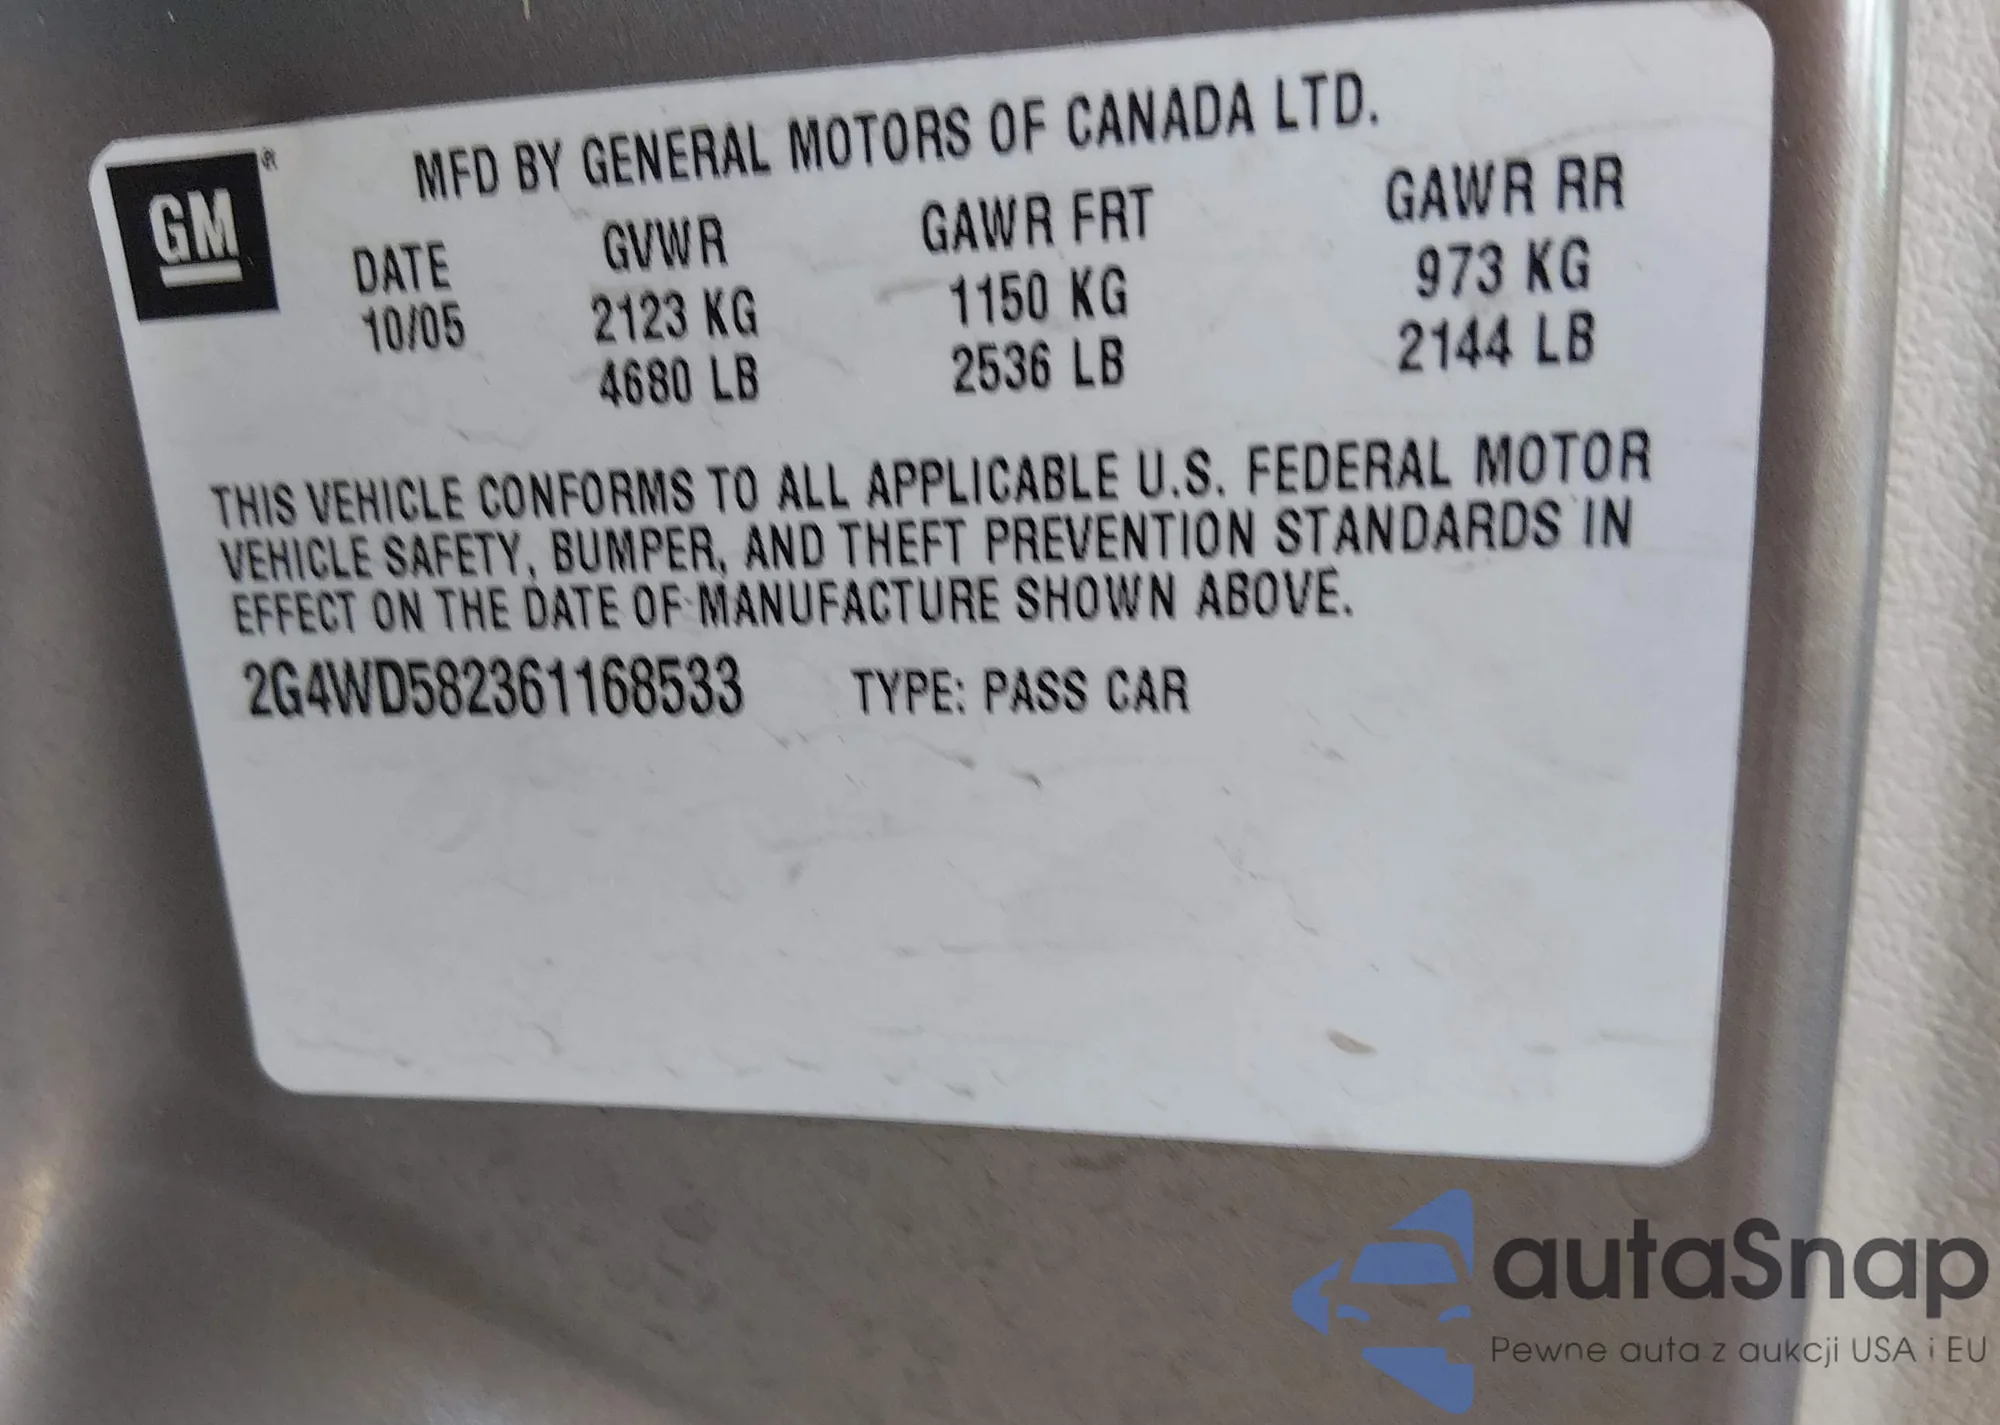 GM®
MFD BY GENERAL MOTORS OF CANADA LTD.
DATE GVWR GAWR FRT GAWR RR
10/05 2123 KG 1150 KG 973 KG
4680 LB 2536 LB 2144 LB
THIS VEHICLE CONFORMS TO ALL APPLICABLE U.S. FEDERAL MOTOR
VEHICLE SAFETY, BUMPER, AND THEFT PREVENTION STANDARDS IN
EFFECT ON THE DATE OF MANUFACTURE SHOWN ABOVE.
2G4WD582361168533 TYPE: PASS CAR
autaSnap
Pewne auta z aukcji USA i EU